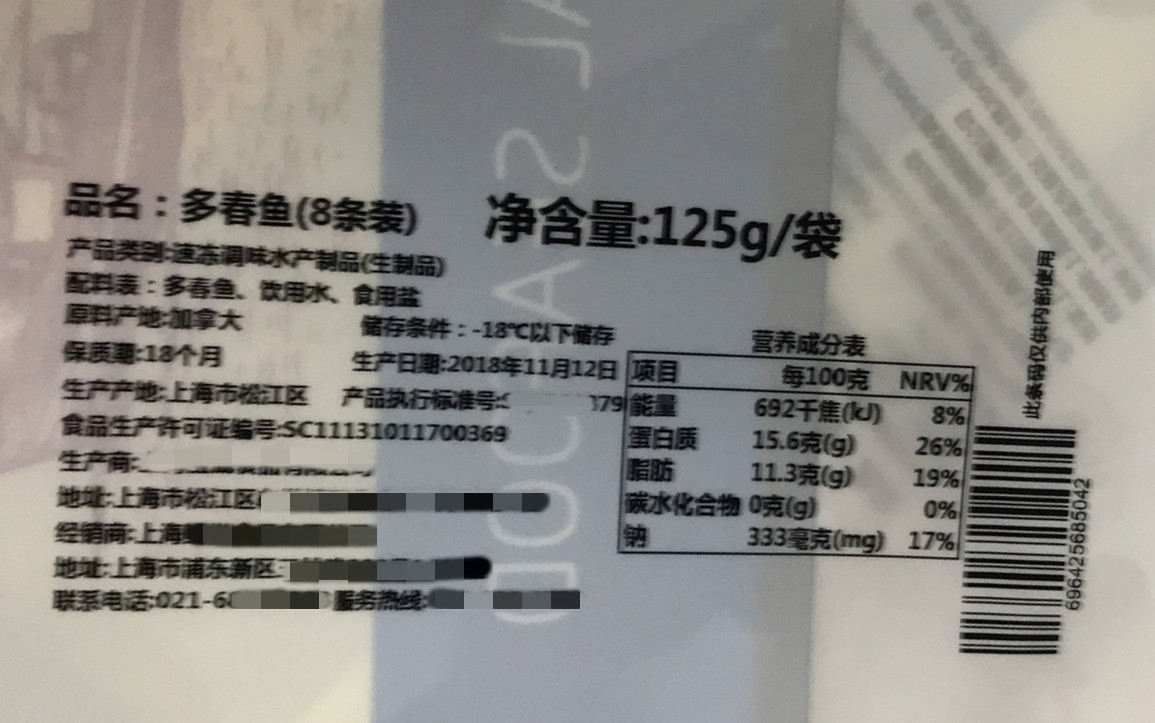 品名：多春鱼(8条装)
净含量:125g/袋
产品类别:速冻调味水产制品(生制品)
配料表：多春鱼、饮用水、食用盐
原料产地:加拿大
储存条件：-18℃以下储存
保质期:18个月
生产日期:2018年11月12日
生产产地:上海市松江区
产品执行标准号:
食品生产许可证编号:SC11131011700369
生产商:
地址:上海市松江区
经销商:上海
地址:上海市浦东新区
联系电话:021-6
服务热线:
营养成分表
项目 每100克 NRV%
能量 692千焦(kJ) 8%
蛋白质 15.6克(g) 26%
脂肪 11.3克(g) 19%
碳水化合物 0克(g) 0%
钠 333毫克(mg) 17%
此条码仅供内部使用
6964256850​42